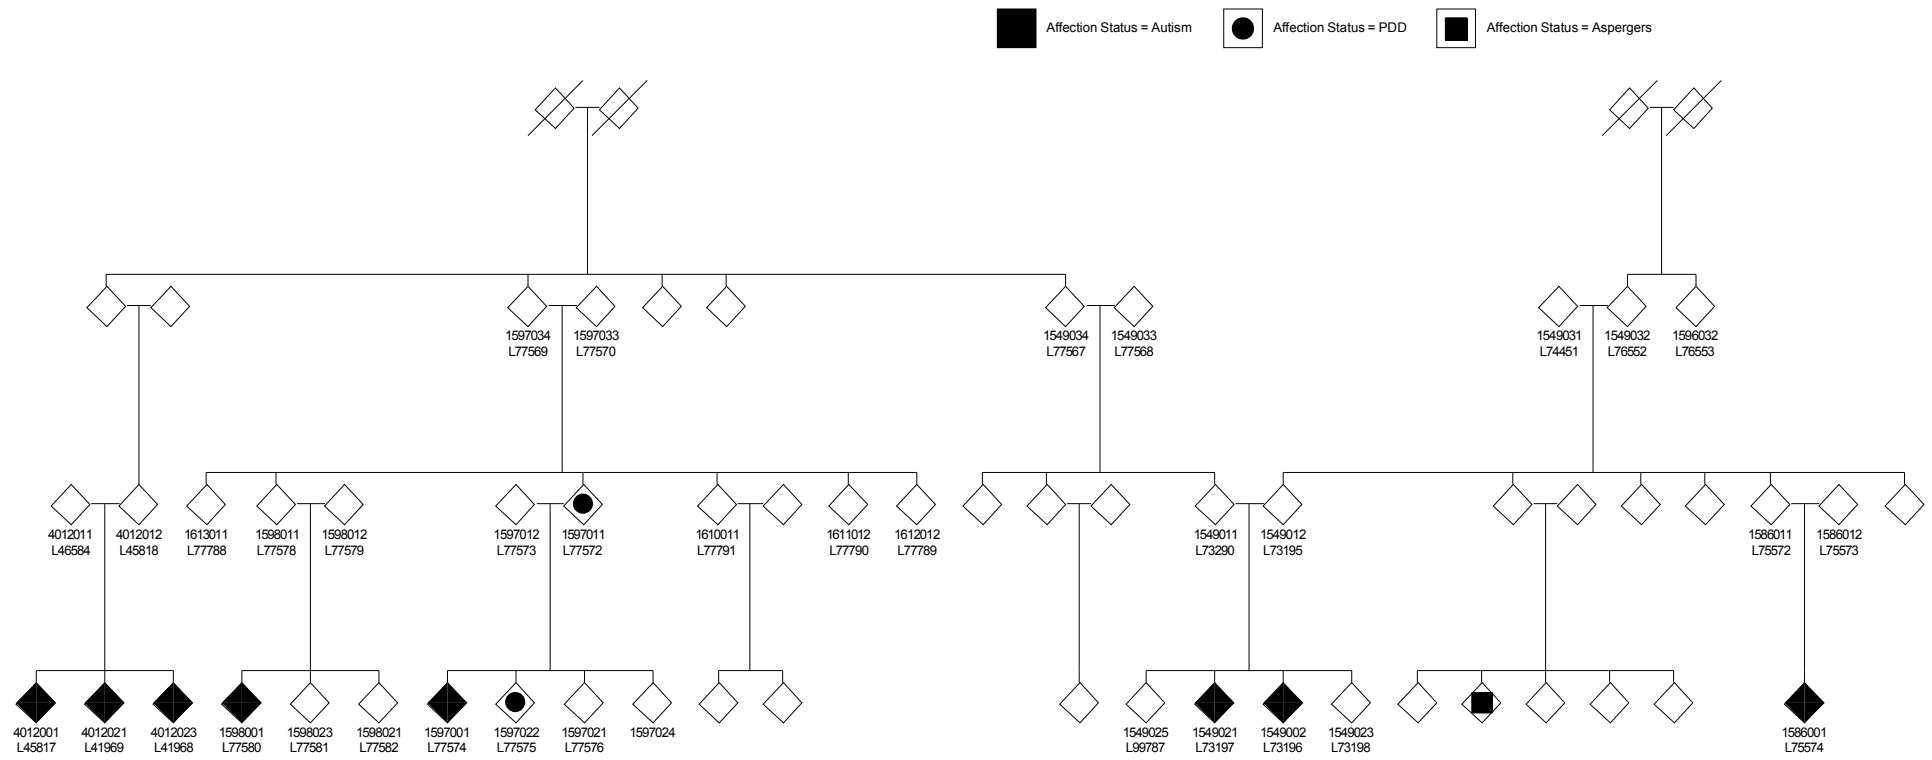 Affection Status = Autism
Affection Status = PDD
Affection Status = Aspergers
1597034 1597033 1549034 1549033 1549031 1549032 1596032
L77569 L77570 L77567 L77568 L74451 L76552 L76553
4012011 4012012 1613011 1598011 1598012 1597012 1597011 1610011 1611012 1612012 1549011 1549012 1586011 1586012
L46584 L45818 L77788 L77578 L77579 L77573 L77572 L77791 L77790 L77789 L73290 L73195 L75572 L75573
4012001 4012021 4012023 1598001 1598023 1598021 1597001 1597022 1597021 1597024 1549025 1549021 1549002 1549023 1586001
L45817 L41969 L41968 L77580 L77581 L77582 L77574 L77575 L77576 L99787 L73197 L73196 L73198 L75574